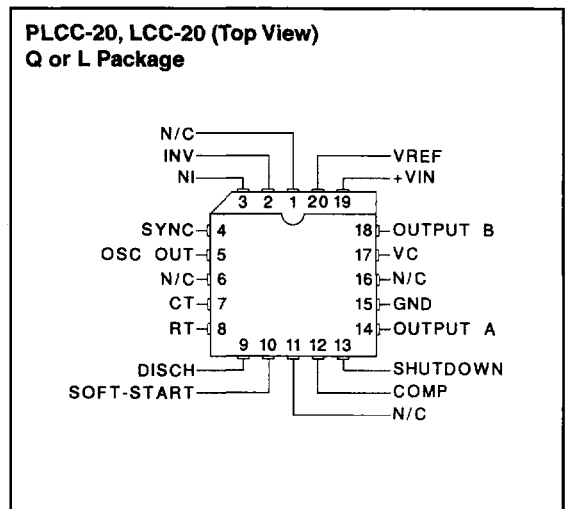 PLCC-20, LCC-20 (Top View)
Q or L Package
N/C
INV
NI
VREF
+VIN
3 2 1 20 19
SYNC 4
OSC OUT 5
N/C 6
CT 7
RT 8
18 OUTPUT B
17 VC
16 N/C
15 GND
14 OUTPUT A
9 10 11 12 13
DISCH
SOFT-START
SHUTDOWN
COMP
N/C